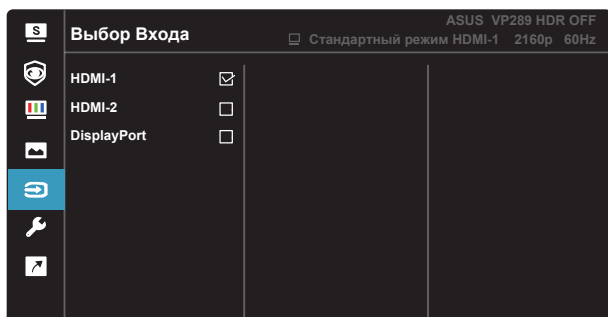 S
Выбор Входа
ASUS VP289 HDR OFF
Стандартный режим HDMI-1 2160p 60Hz
HDMI-1
HDMI-2
DisplayPort